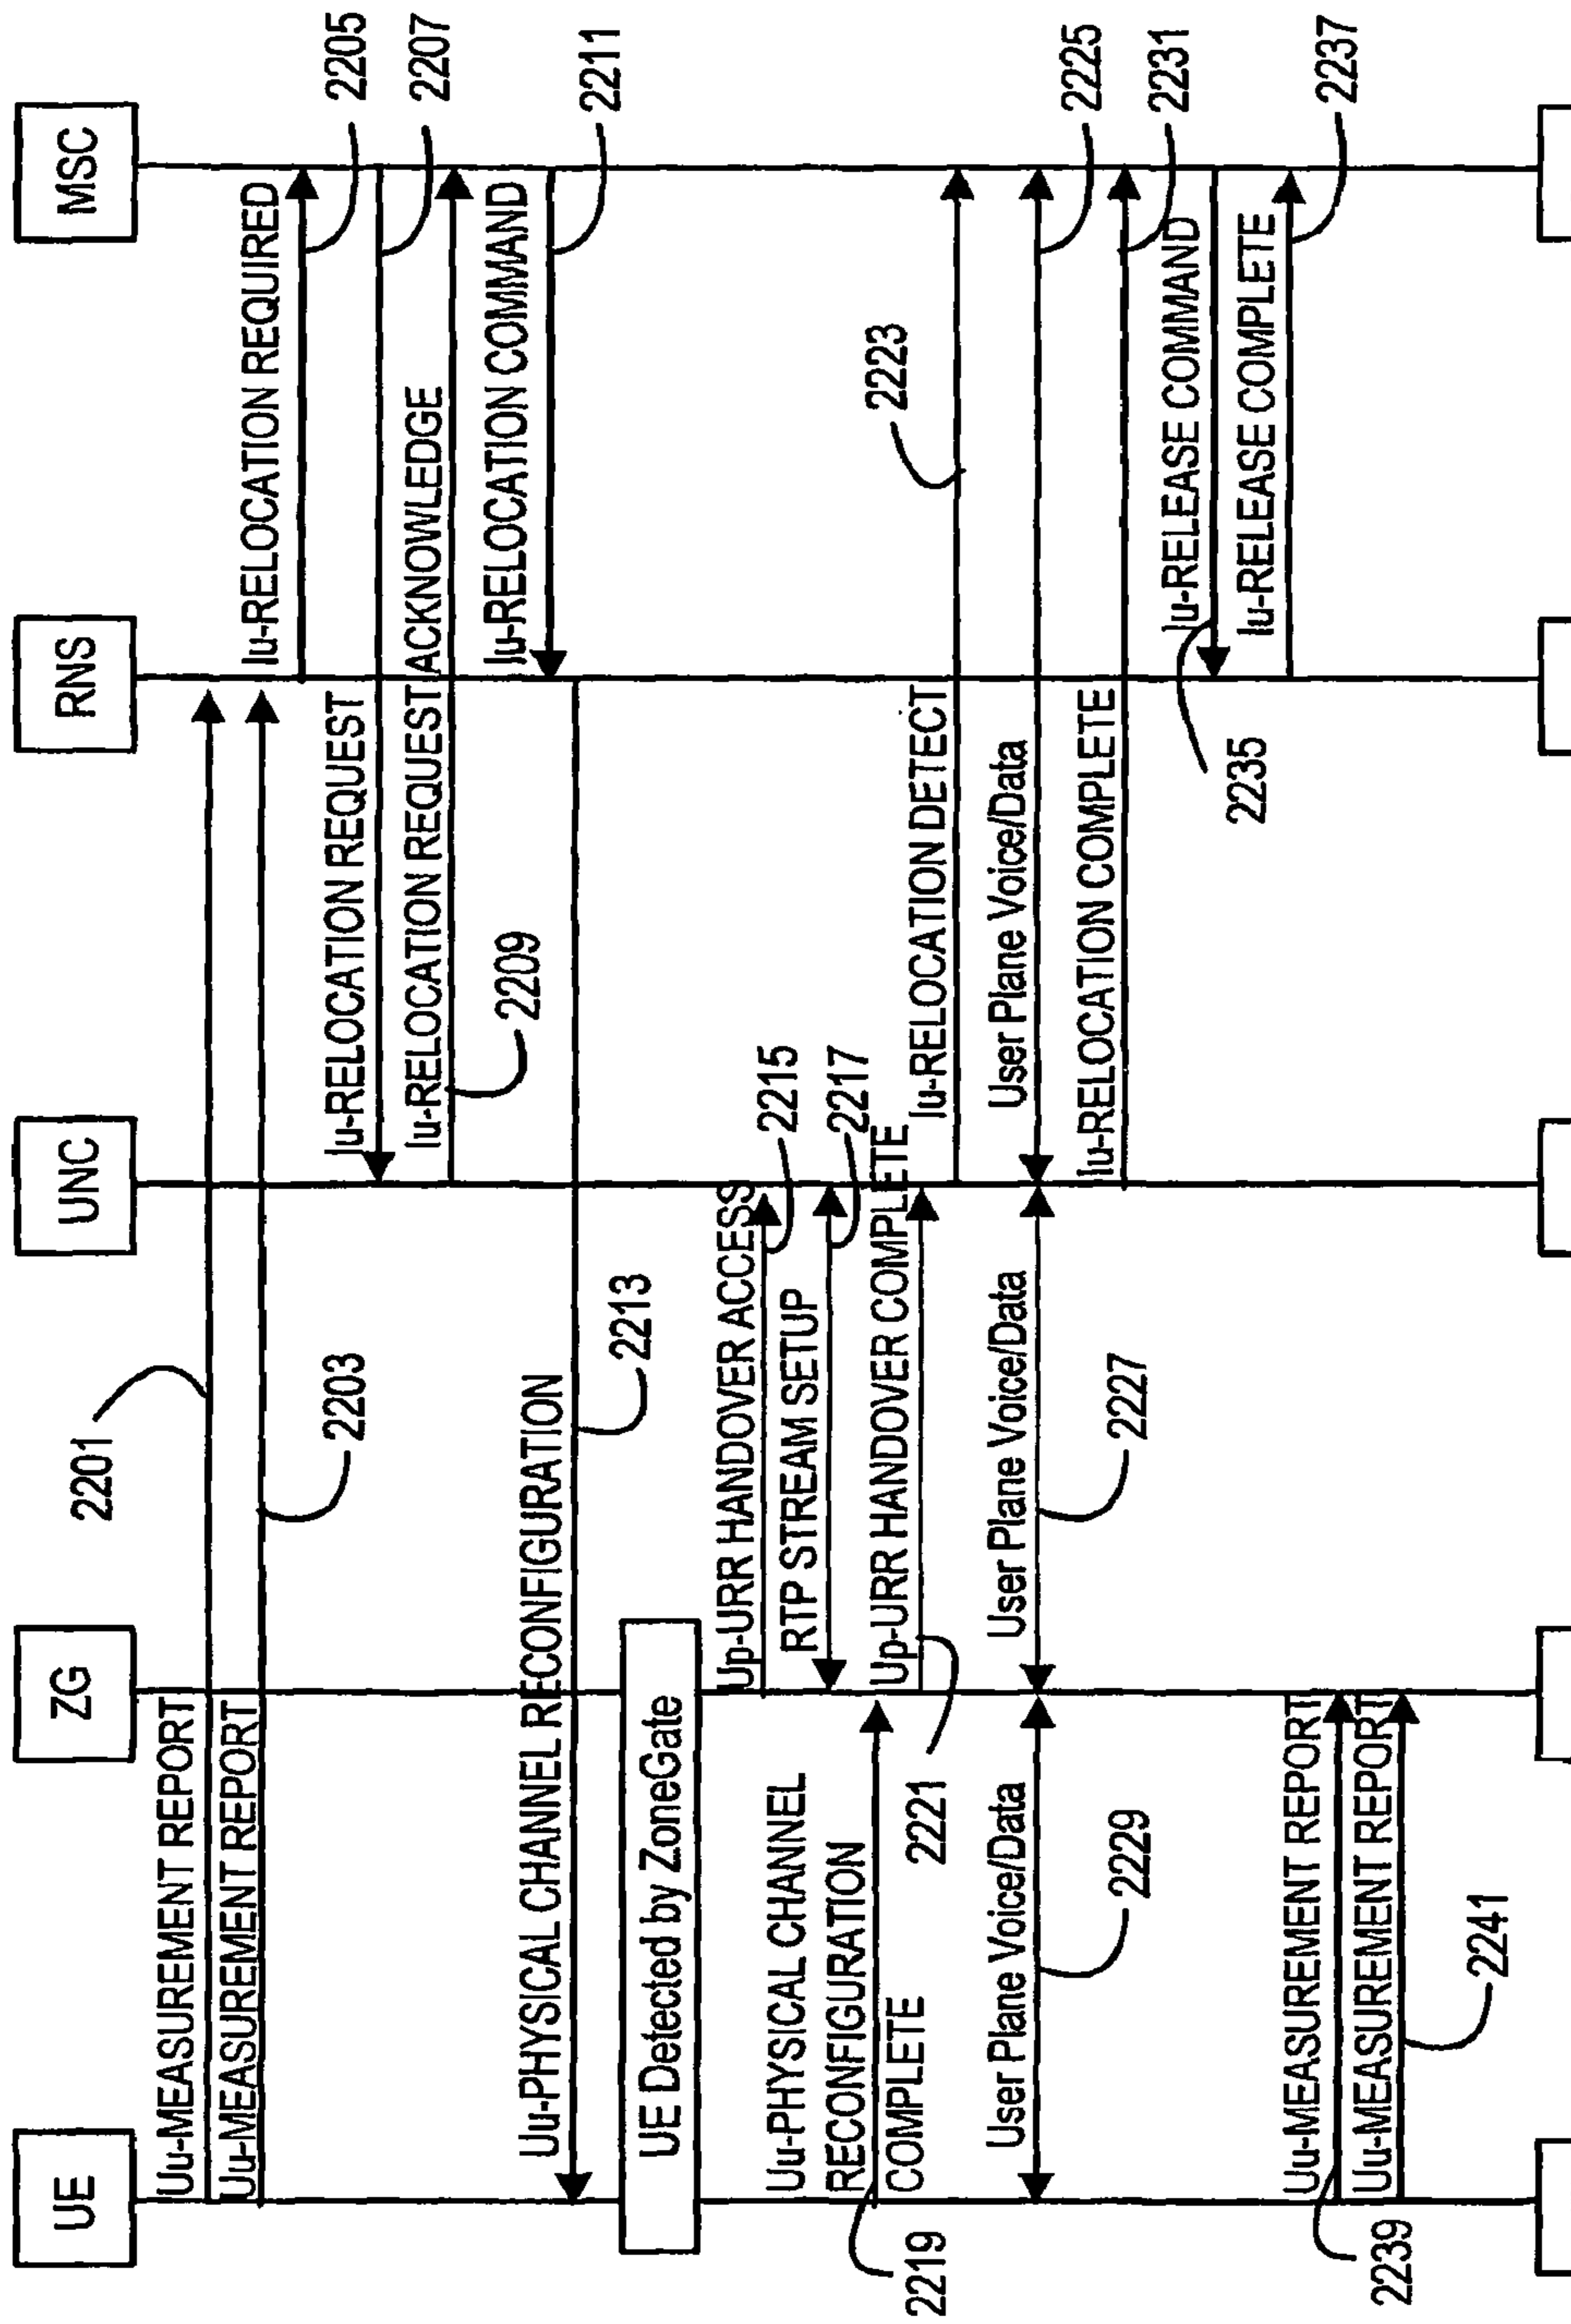 UE
ZG
UNC
RNS
MSC
2201
Uu-MEASUREMENT REPORT
Uu-MEASUREMENT REPORT
2203
Iu-RELOCATION REQUIRED
2205
Iu-RELOCATION REQUEST
2207
Iu-RELOCATION REQUEST ACKNOWLEDGE
2209
Iu-RELOCATION COMMAND
2211
Uu-PHYSICAL CHANNEL RECONFIGURATION
2213
UE Detected by ZoneGate
Up-URR HANDOVER ACCESS
2215
RTP STREAM SETUP
2217
Uu-PHYSICAL CHANNEL
RECONFIGURATION
COMPLETE
2219
Up-URR HANDOVER COMPLETE
2221
Iu-RELOCATION DETECT
2223
User Plane Voice/Data
2229
User Plane Voice/Data
2227
User Plane Voice/Data
2225
Iu-RELOCATION COMPLETE
2231
Iu-RELEASE COMMAND
2235
Iu-RELEASE COMPLETE
2237
Uu-MEASUREMENT REPORT
2239
Uu-MEASUREMENT REPORT
2241